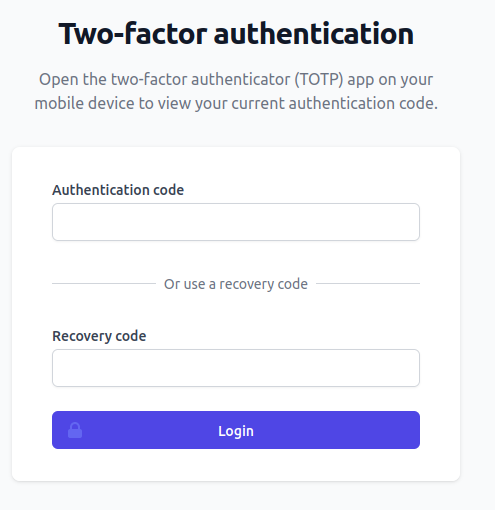 Two-factor authentication
Open the two-factor authenticator (TOTP) app on your
mobile device to view your current authentication code.
Authentication code
Or use a recovery code
Recovery code
Login